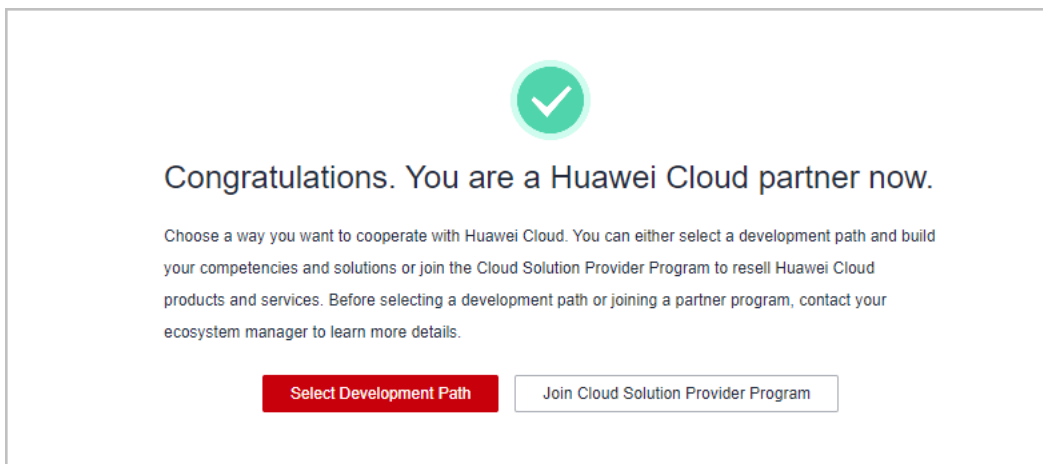 Congratulations. You are a Huawei Cloud partner now.
Choose a way you want to cooperate with Huawei Cloud. You can either select a development path and build
your competencies and solutions or join the Cloud Solution Provider Program to resell Huawei Cloud
products and services. Before selecting a development path or joining a partner program, contact your
ecosystem manager to learn more details.
Select Development Path
Join Cloud Solution Provider Program